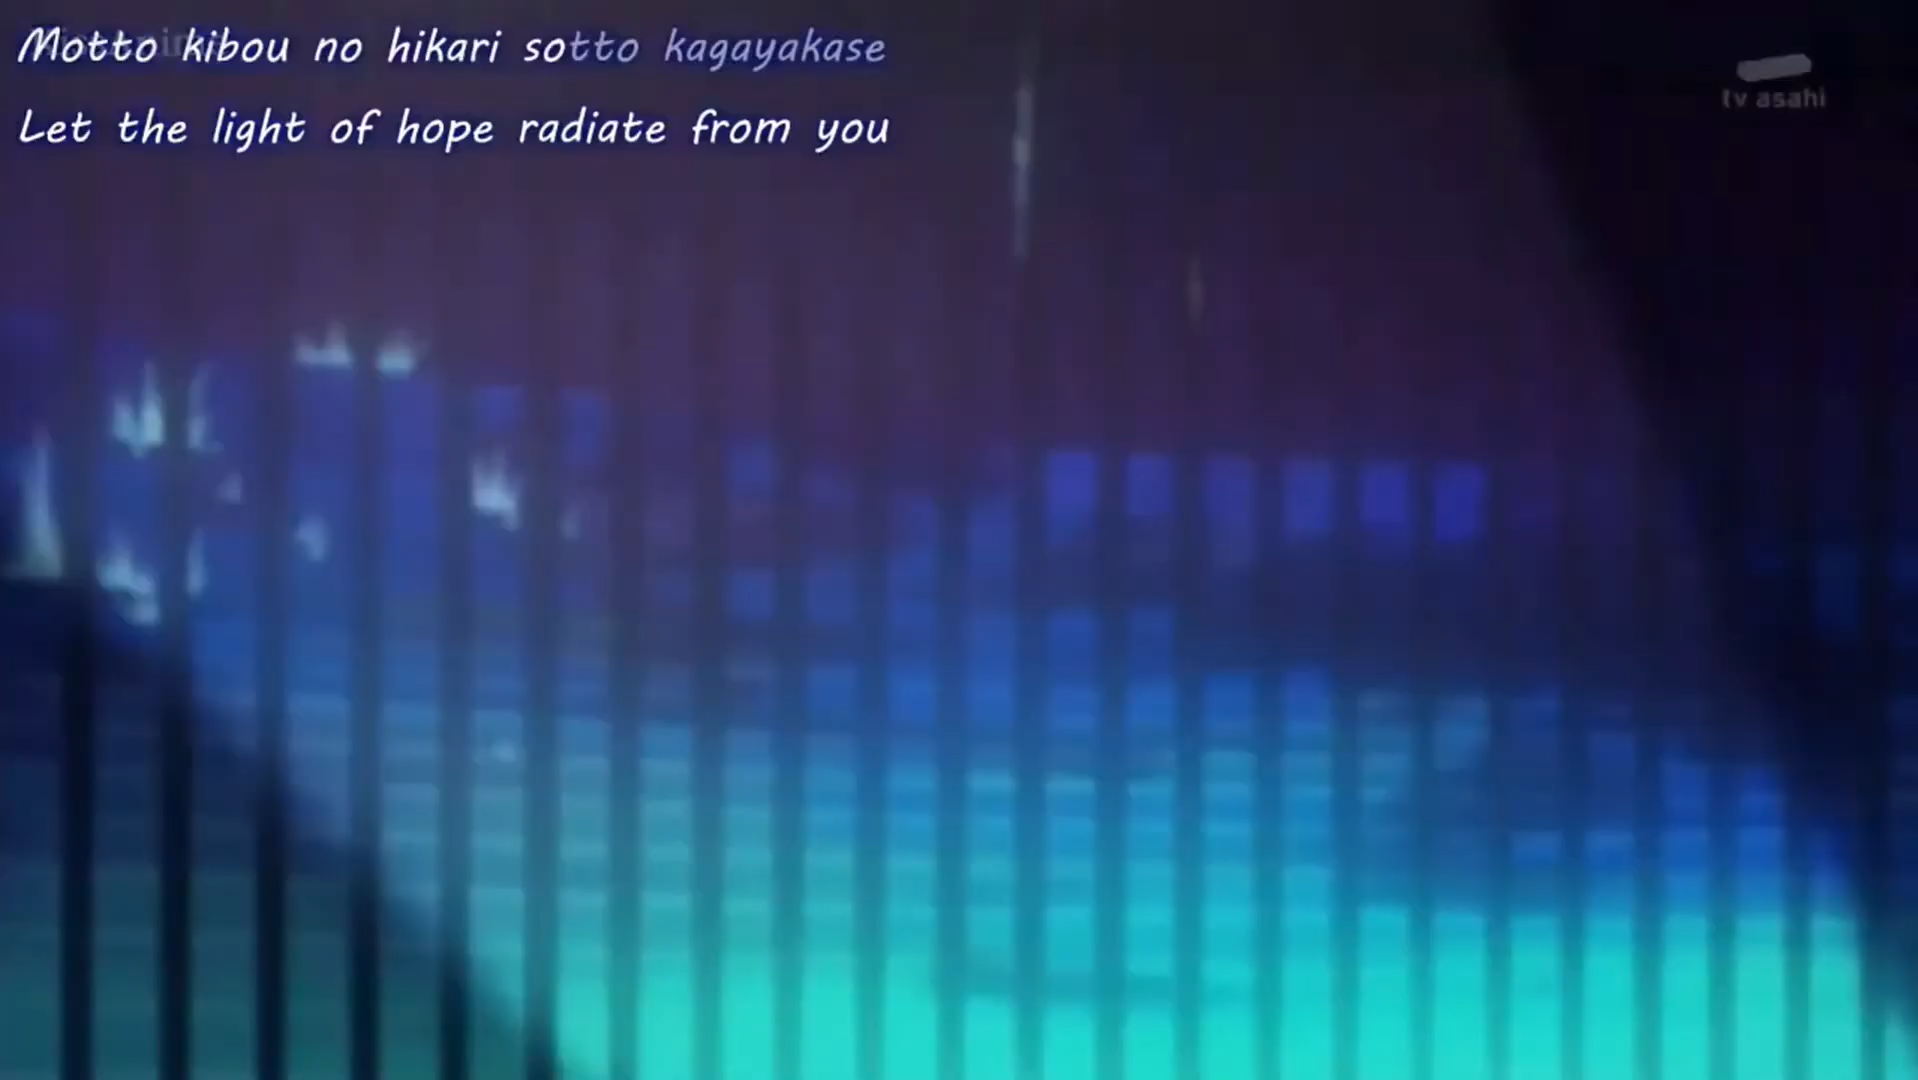 Motto kibou no hikari sotto kagayakase
Let the light of hope radiate from you
tv asahi